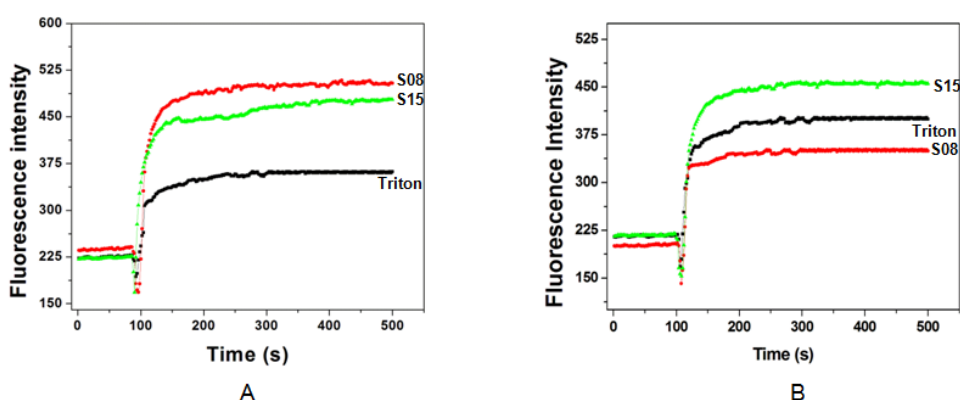 600
525
450
375
300
225
150
Fluorescence intensity
S08
S15
Triton
0 100 200 300 400 500
Time (s)
A
525
450
375
300
225
150
Fluorescence Intensity
S15
Triton
S08
0 100 200 300 400 500
Time (s)
B